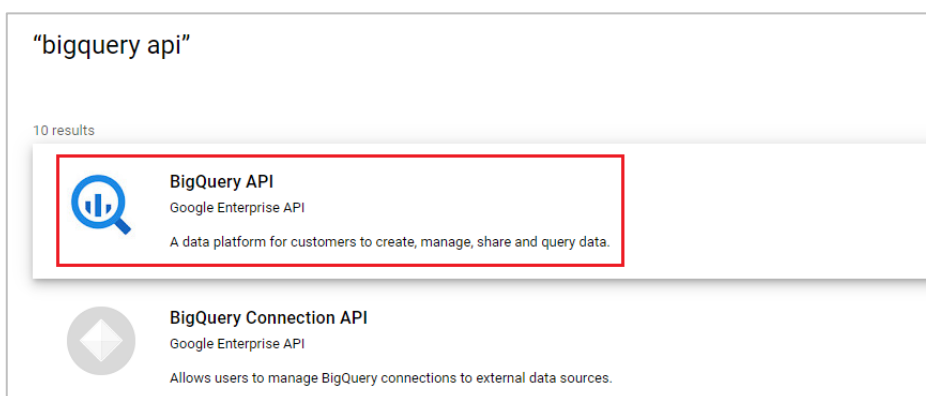 “bigquery api”
10 results
BigQuery API
Google Enterprise API
A data platform for customers to create, manage, share and query data.
BigQuery Connection API
Google Enterprise API
Allows users to manage BigQuery connections to external data sources.